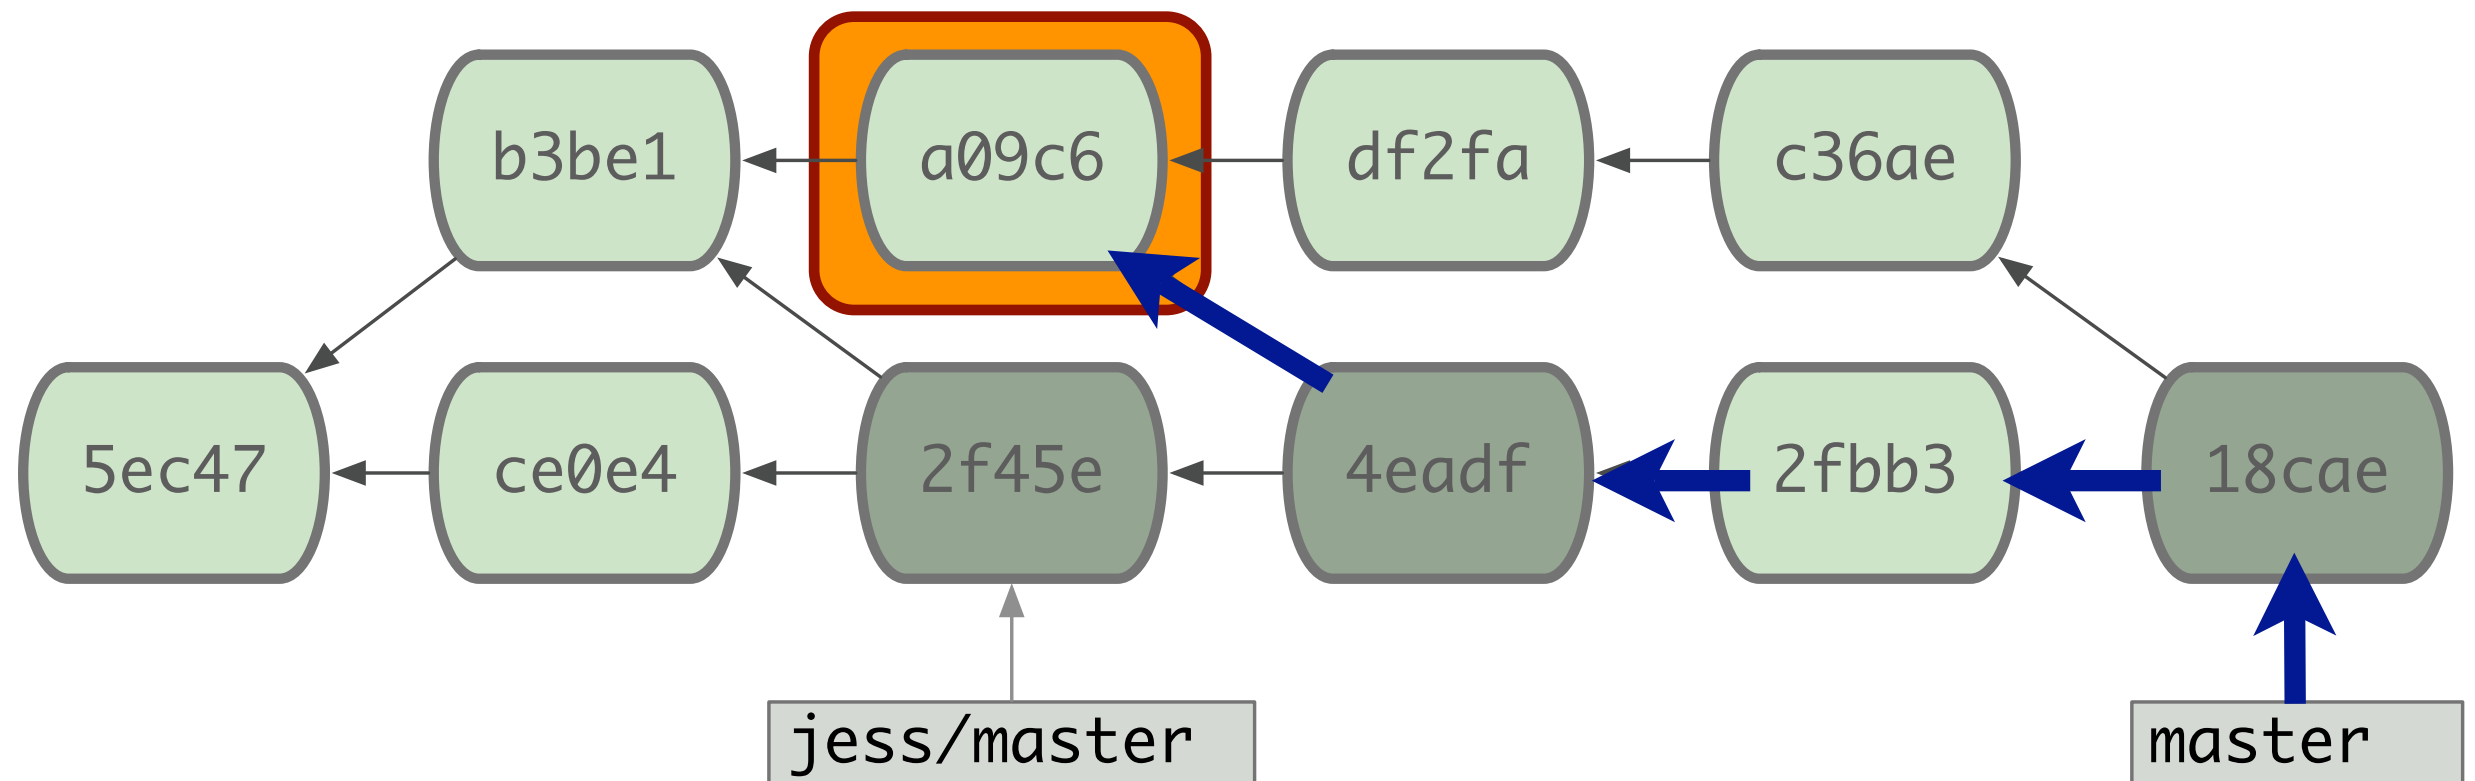 b3be1
a09c6
df2fa
c36ae
5ec47
ce0e4
2f45e
4eadf
2fbb3
18cae
jess/master
master